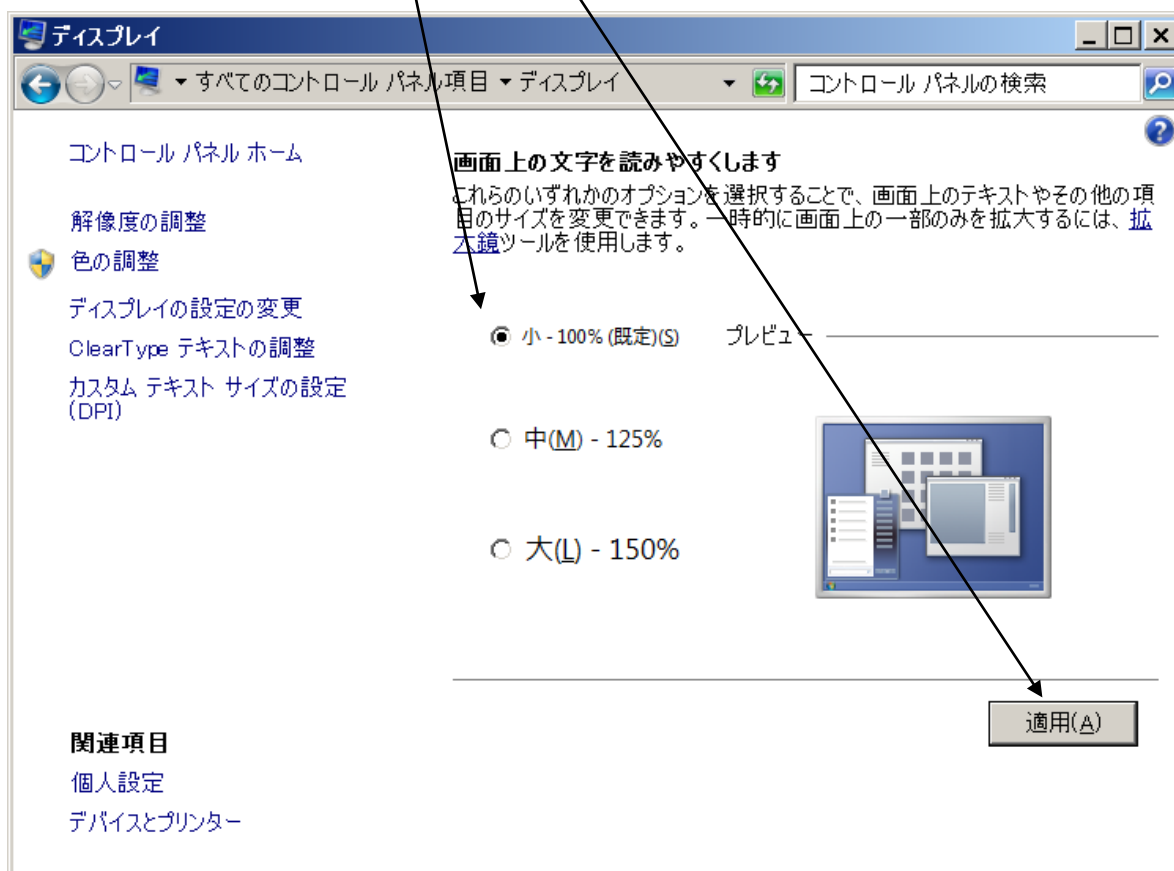 ディスプレイ
すべてのコントロール パネル項目 ディスプレイ
コントロール パネルの検索
コントロール パネル ホーム
解像度の調整
色の調整
ディスプレイの設定の変更
ClearType テキストの調整
カスタム テキスト サイズの設定
(DPI)
画面上の文字を読みやすくします
これらのいずれかのオプションを選択することで、画面上のテキストやその他の項
目のサイズを変更できます。一時的に画面上の一部のみを拡大するには、拡
大鏡ツールを使用します。
小 - 100% (既定)(S)
プレビュー
中(M) - 125%
大(L) - 150%
適用(A)
関連項目
個人設定
デバイスとプリンター